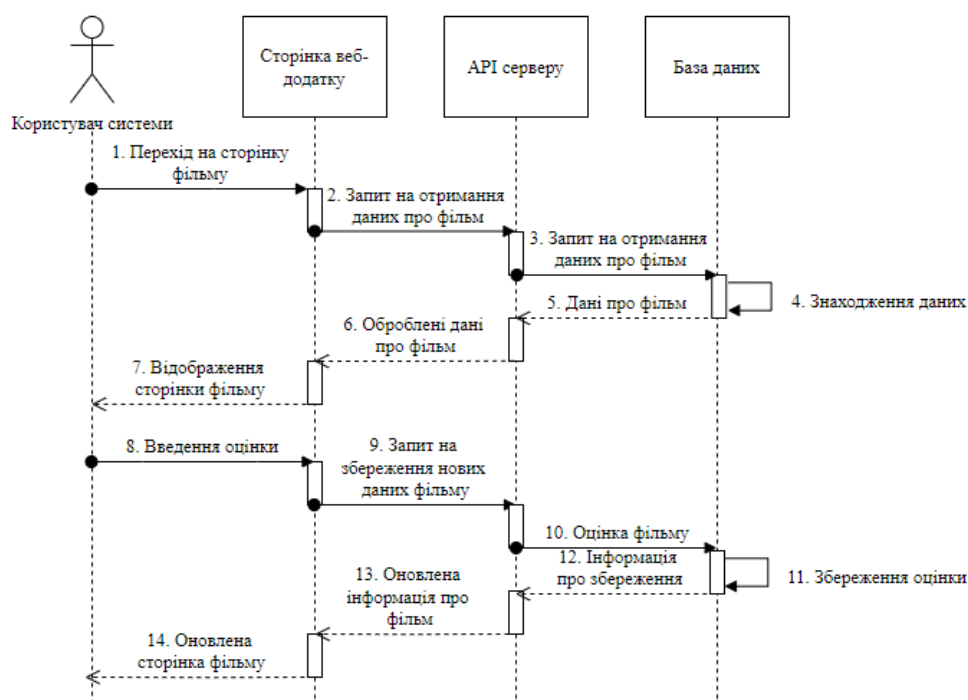 Сторінка веб-
додатку
API серверу
База даних
Користувач системи
1. Перехід на сторінку
фільму
2. Запит на отримання
даних про фільм
3. Запит на отримання
даних про фільм
4. Знаходження даних
5. Дані про фільм
6. Оброблені дані
про фільм
7. Відображення
сторінки фільму
8. Введення оцінки
9. Запит на
збереження нових
даних фільму
10. Оцінка фільму
11. Збереження оцінки
12. Інформація
про збереження
13. Оновлена
інформація про
фільм
14. Оновлена
сторінка фільму